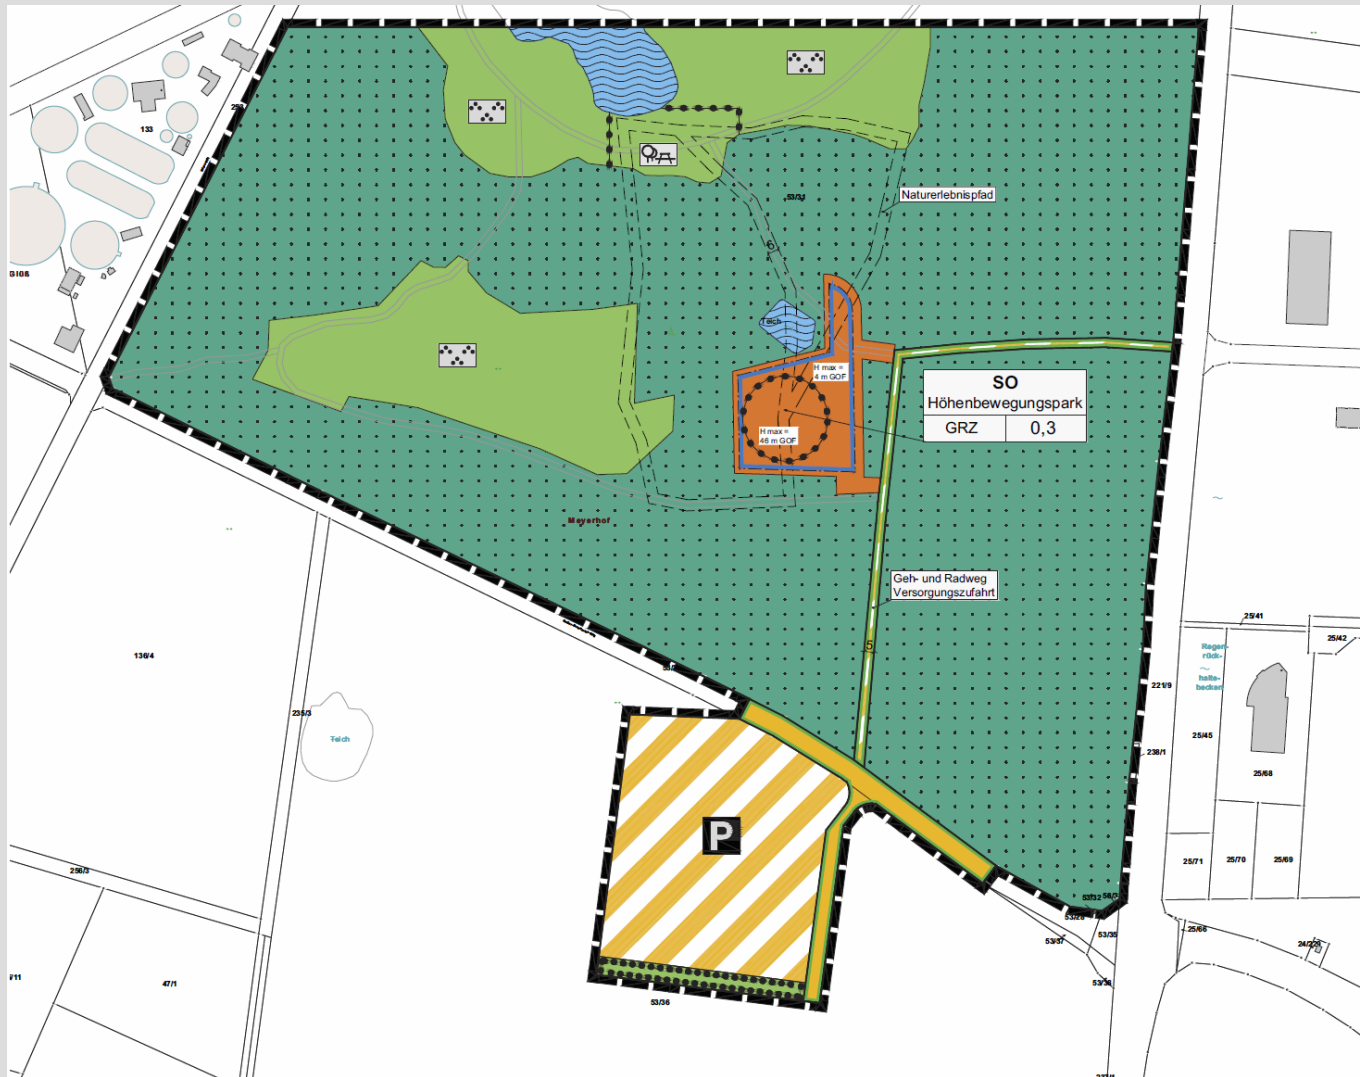 133
53/31
Naturerlebnispfad
6
Teich
H max =
4 m GOF
SO
Höhenbewegungspark
GRZ 0,3
H max =
46 m GOF
Mayerhof
Geh- und Radweg
Versorgungszufahrt
5
136/4
235/3
Teich
P
25/41
25/42
Regen-
rück-
halte-
becken
221/9
25/45
238/1
25/68
25/71
25/70
25/69
256/3
53/32
53/37
53/35
25/66
47/1
53/36